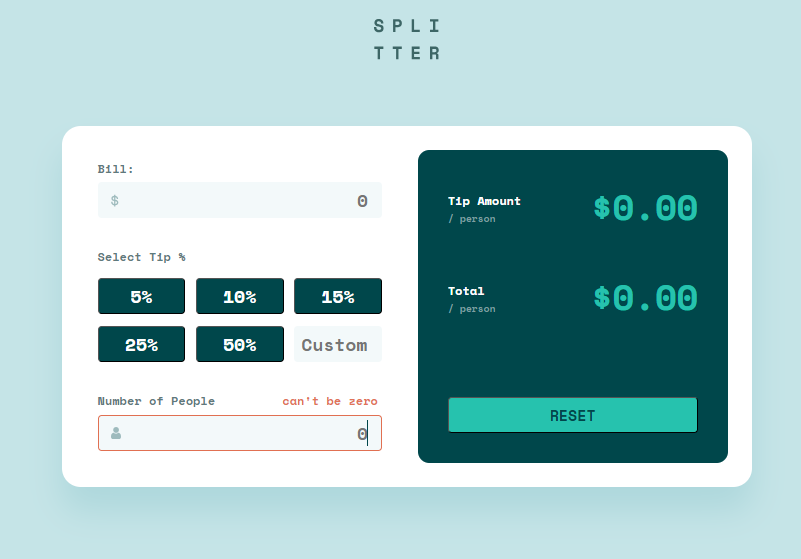 SPLI
TTER
Bill:
$ 0
Select Tip %
5% 10% 15%
25% 50% Custom
Number of People can't be zero
0
Tip Amount
/ person
$0.00
Total
/ person
$0.00
RESET